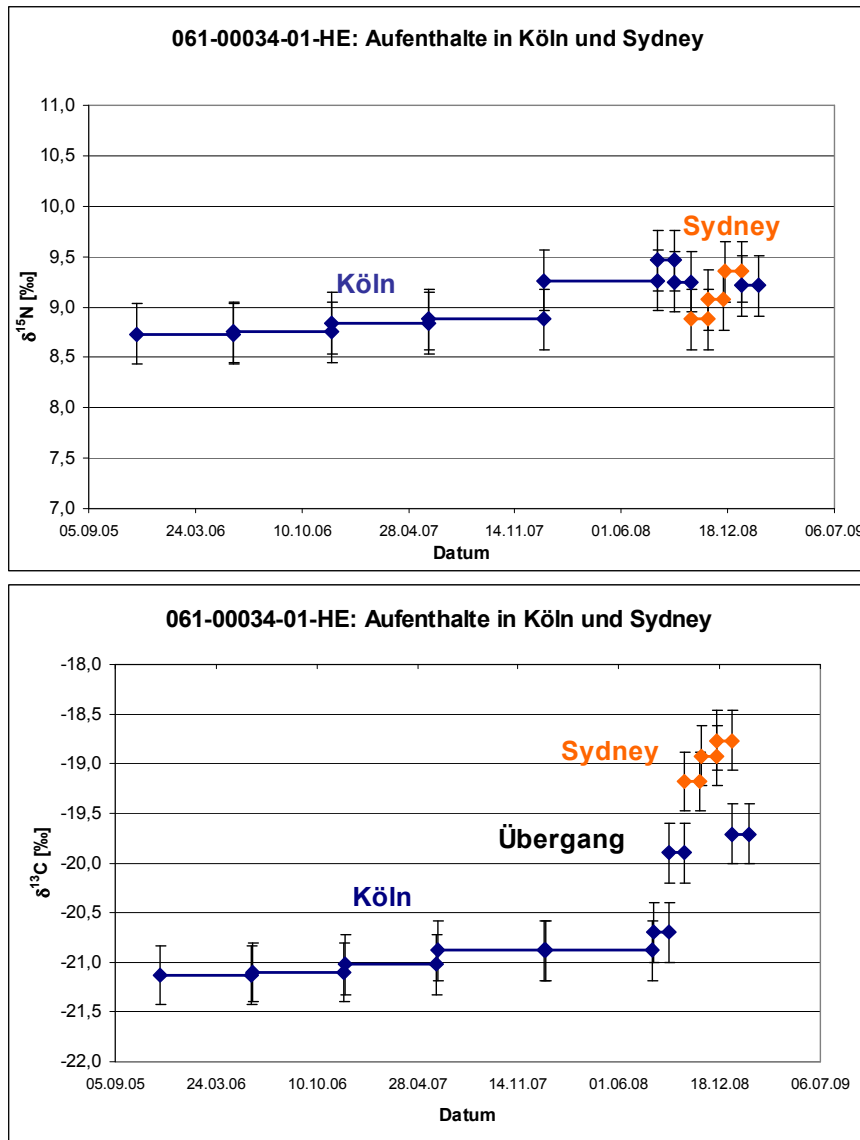 061-00034-01-HE: Aufenthalte in Köln und Sydney
11,0
10,5
10,0
9,5
9,0
8,5
8,0
7,5
7,0
δ15N [‰]
Sydney
Köln
05.09.05 24.03.06 10.10.06 28.04.07 14.11.07 01.06.08 18.12.08 06.07.09
Datum
061-00034-01-HE: Aufenthalte in Köln und Sydney
-18,0
-18,5
-19,0
-19,5
-20,0
-20,5
-21,0
-21,5
-22,0
δ13C [‰]
Sydney
Übergang
Köln
05.09.05 24.03.06 10.10.06 28.04.07 14.11.07 01.06.08 18.12.08 06.07.09
Datum